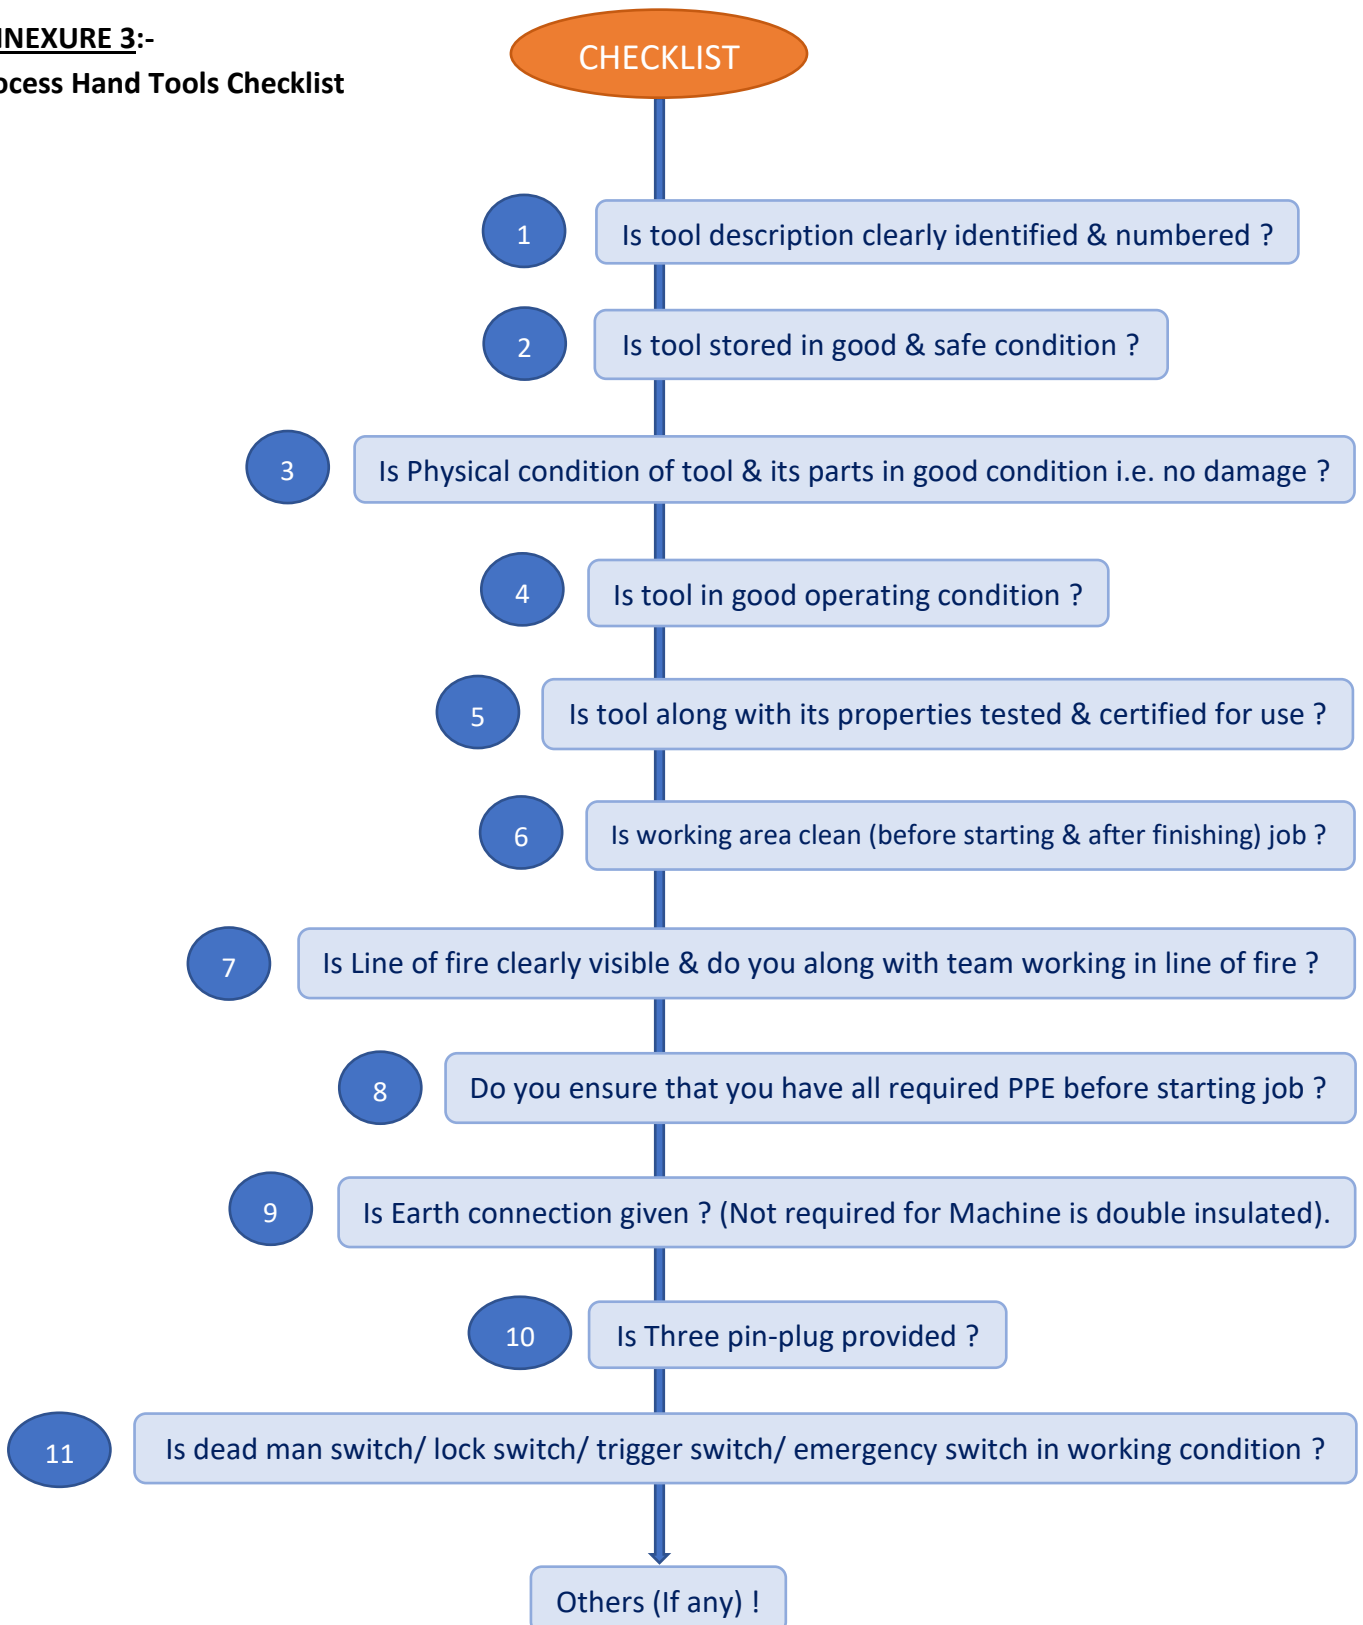 NNEXURE 3:-
ocess Hand Tools Checklist
CHECKLIST
1
Is tool description clearly identified & numbered ?
2
Is tool stored in good & safe condition ?
3
Is Physical condition of tool & its parts in good condition i.e. no damage ?
4
Is tool in good operating condition ?
5
Is tool along with its properties tested & certified for use ?
6
Is working area clean (before starting & after finishing) job ?
7
Is Line of fire clearly visible & do you along with team working in line of fire ?
8
Do you ensure that you have all required PPE before starting job ?
9
Is Earth connection given ? (Not required for Machine is double insulated).
10
Is Three pin-plug provided ?
11
Is dead man switch/ lock switch/ trigger switch/ emergency switch in working condition ?
Others (If any) !